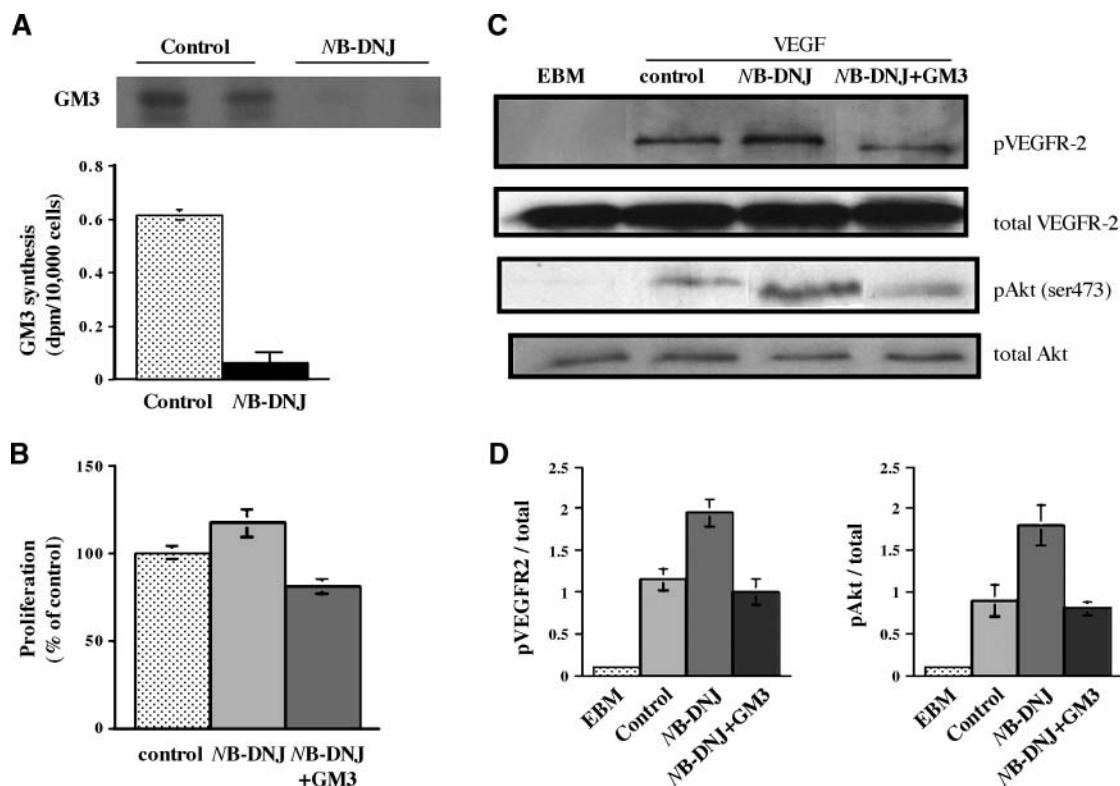 A
Control NB-DNJ
GM3
0.8
0.6
0.4
0.2
0
GM3 synthesis
(dpm/10,000 cells)
Control NB-DNJ
B
150
100
50
0
Proliferation
( % of control)
control NB-DNJ NB-DNJ
+GM3
C
VEGF
EBM control NB-DNJ NB-DNJ+GM3
pVEGFR-2
total VEGFR-2
pAkt (ser473)
total Akt
D
2.5
2
1.5
1
0.5
0
pVEGFR2 / total
EBM
Control
NB-DNJ
NB-DNJ+GM3
2.5
2
1.5
1
0.5
0
pAkt / total
EBM
Control
NB-DNJ
NB-DNJ+GM3